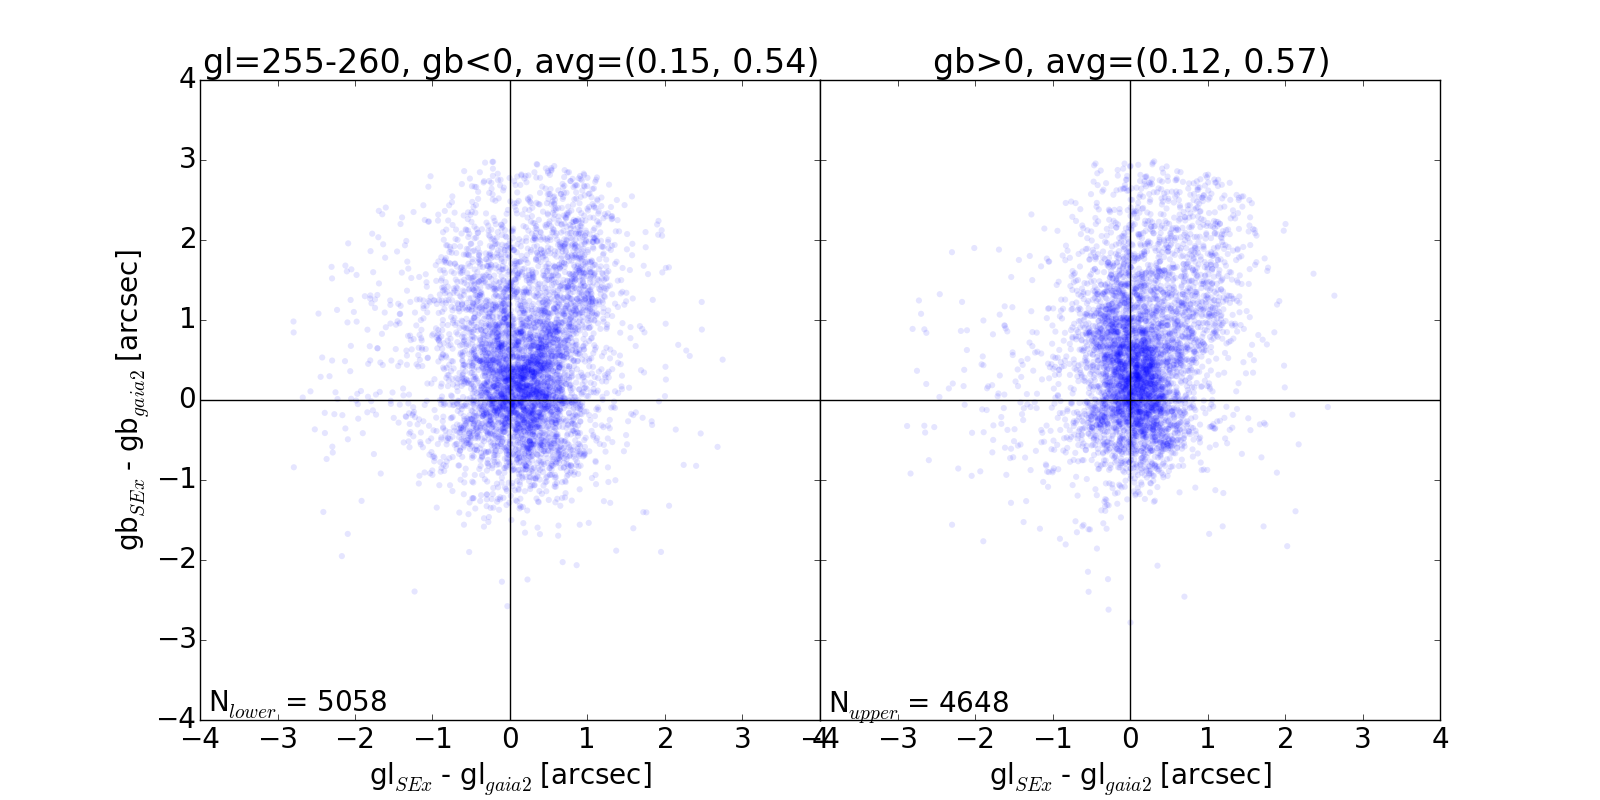 gl=255-260, gb<0, avg=(0.15, 0.54)
gb>0, avg=(0.12, 0.57)
gb_SEx - gb_gaia2 [arcsec]
4
3
2
1
0
−1
−2
−3
−4
N_lower = 5058
N_upper = 4648
−4 −3 −2 −1 0 1 2 3 4
−4 −3 −2 −1 0 1 2 3 4
gl_SEx - gl_gaia2 [arcsec]
gl_SEx - gl_gaia2 [arcsec]